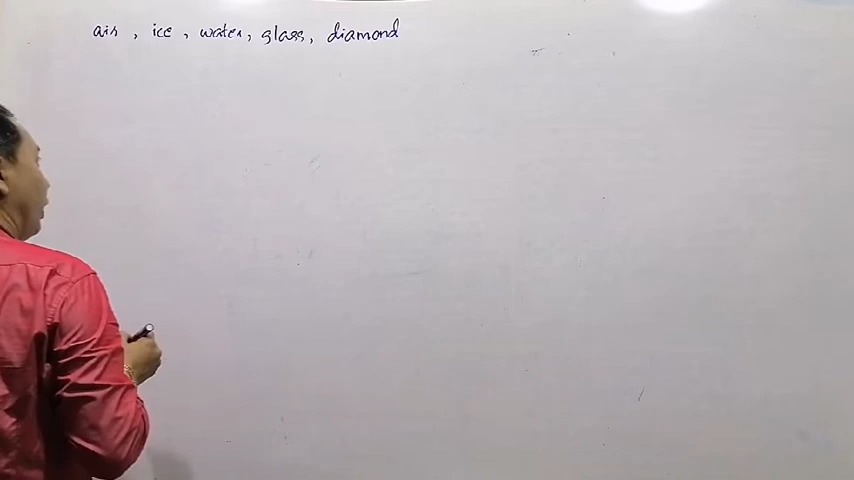 air , ice , water, glass, diamond